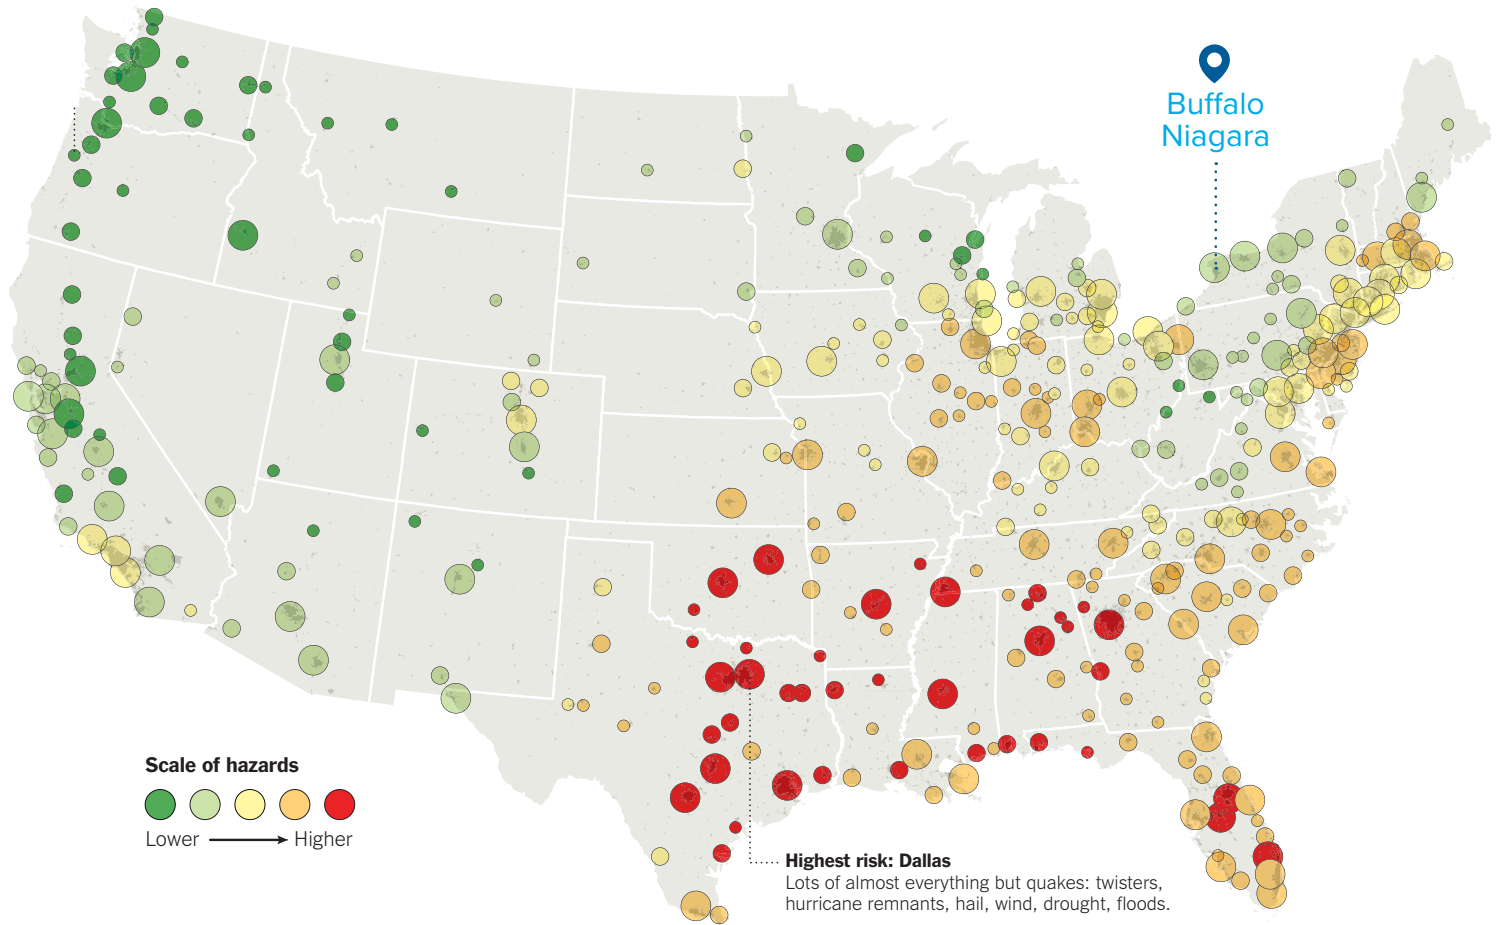 Buffalo
Niagara
Scale of hazards
Lower
Higher
Highest risk: Dallas
Lots of almost everything but quakes: twisters,
hurricane remnants, hail, wind, drought, floods.